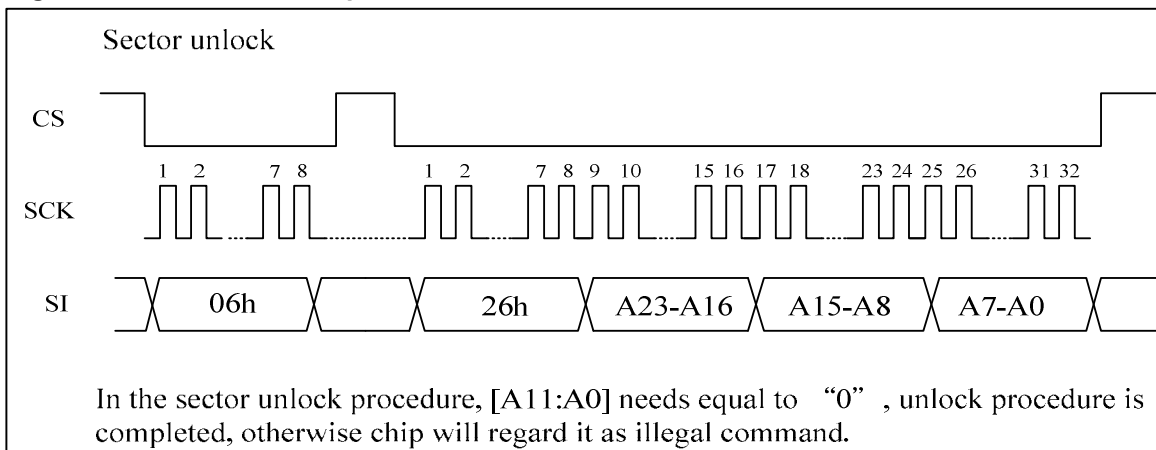 Sector unlock
CS
1 2 7 8 1 2 7 8 9 10 15 16 17 18 23 24 25 26 31 32
SCK
SI 06h 26h A23-A16 A15-A8 A7-A0
In the sector unlock procedure, [A11:A0] needs equal to “0” , unlock procedure is
completed, otherwise chip will regard it as illegal command.